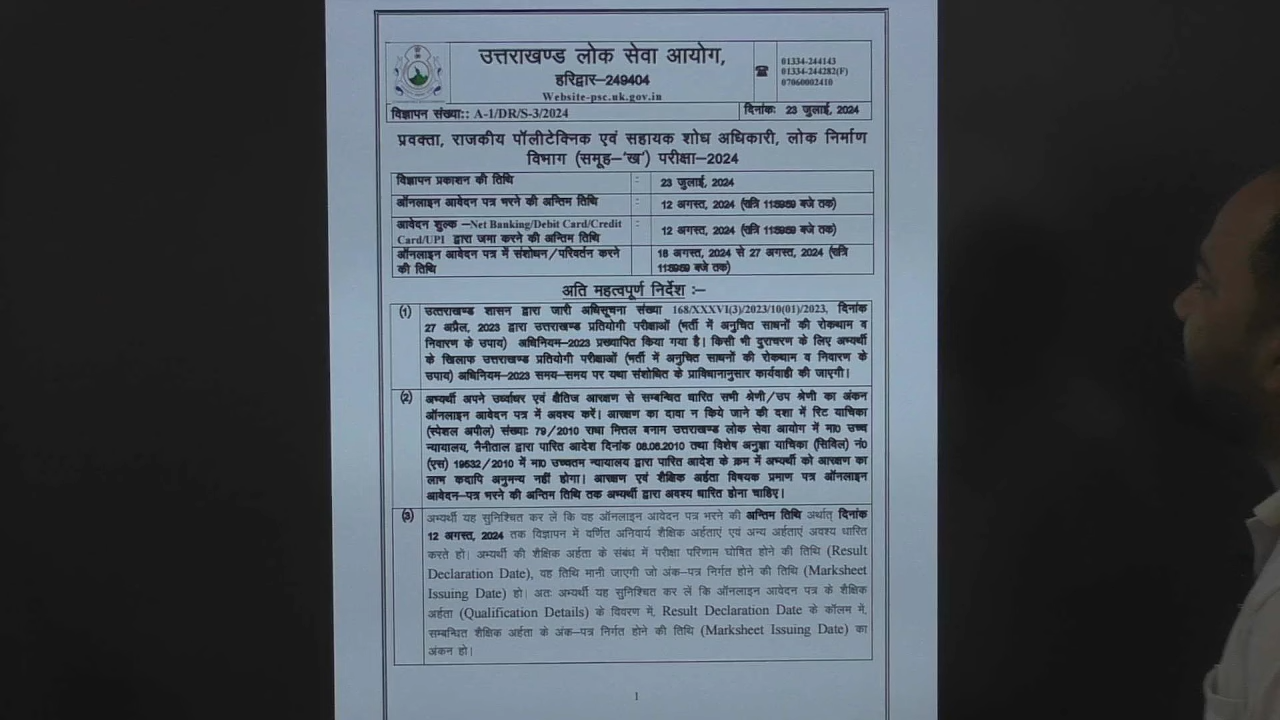 उत्तराखण्ड लोक सेवा आयोग,
हरिद्वार–249404
Website-psc.uk.gov.in
01334-244143
01334-244282(F)
07060002410
विज्ञापन संख्याः: A-1/DR/S-3/2024
दिनांकः 23 जुलाई, 2024
प्रवक्ता, राजकीय पॉलीटेक्निक एवं सहायक शोध अधिकारी, लोक निर्माण
विभाग (समूह–‘ख’) परीक्षा–2024
विज्ञापन प्रकाशन की तिथि : 23 जुलाई, 2024
ऑनलाइन आवेदन पत्र भरने की अन्तिम तिथि : 12 अगस्त, 2024 (रात्रि बजे तक)
आवेदन शुल्क –Net Banking/Debit Card/Credit
Card/UPI द्वारा जमा करने की अन्तिम तिथि : 12 अगस्त, 2024 (रात्रि बजे तक)
ऑनलाइन आवेदन पत्र में संशोधन/परिवर्तन करने
की तिथि
18 अगस्त, 2024 से 27 अगस्त, 2024 (रात्रि
बजे तक)
अति महत्वपूर्ण निर्देश :–
(1) उत्तराखण्ड शासन द्वारा जारी अधिसूचना संख्या 168/XXXVI(3)/2023/10(01)/2023, दिनांक
27 अप्रैल, 2023 द्वारा उत्तराखण्ड प्रतियोगी परीक्षाओं (भर्ती में अनुचित साधनों की रोकथाम व
निवारण के उपाय) अधिनियम–2023 प्रख्यापित किया गया है। किसी भी दुराचरण के लिए अभ्यर्थी
के खिलाफ उत्तराखण्ड प्रतियोगी परीक्षाओं (भर्ती में अनुचित साधनों की रोकथाम व निवारण के
उपाय) अधिनियम–2023 समय–समय पर यथा संशोधित के प्राविधानानुसार कार्यवाही की जाएगी।
(2) अभ्यर्थी अपने उर्ध्वाधर एवं क्षैतिज आरक्षण से सम्बन्धित धारित सभी श्रेणी/उप श्रेणी का अंकन
ऑनलाइन आवेदन पत्र में अवश्य करें। आरक्षण का दावा न किये जाने की दशा में रिट याचिका
(स्पेशल अपील) संख्याः 79/2010 राधा मित्तल बनाम उत्तराखण्ड लोक सेवा आयोग में मा0 उच्च
न्यायालय, नैनीताल द्वारा पारित आदेश दिनांक 08.06.2010 तथा विशेष अनुज्ञा याचिका (सिविल) नं0
(एस) 19532/2010 में मा0 उच्चतम न्यायालय द्वारा पारित आदेश के क्रम में अभ्यर्थी को आरक्षण का
लाभ कदापि अनुमन्य नहीं होगा। आरक्षण एवं शैक्षिक अर्हता विषयक प्रमाण पत्र ऑनलाइन
आवेदन–पत्र भरने की अन्तिम तिथि तक अभ्यर्थी द्वारा अवश्य धारित होना चाहिए।
(3) अभ्यर्थी यह सुनिश्चित कर लें कि वह ऑनलाइन आवेदन पत्र भरने की अन्तिम तिथि अर्थात् दिनांक
12 अगस्त, 2024 तक विज्ञापन में वर्णित अनिवार्य शैक्षिक अर्हताएं एवं अन्य अर्हताएं अवश्य धारित
करते हो। अभ्यर्थी की शैक्षिक अर्हता के संबंध में परीक्षा परिणाम घोषित होने की तिथि (Result
Declaration Date), वह तिथि मानी जाएगी जो अंक–पत्र निर्गत होने की तिथि (Marksheet
Issuing Date) हो। अतः अभ्यर्थी यह सुनिश्चित कर लें कि ऑनलाइन आवेदन पत्र के शैक्षिक
अर्हता (Qualification Details) के विवरण में, Result Declaration Date के कॉलम में,
सम्बन्धित शैक्षिक अर्हता के अंक–पत्र निर्गत होने की तिथि (Marksheet Issuing Date) का
अंकन हो।
1